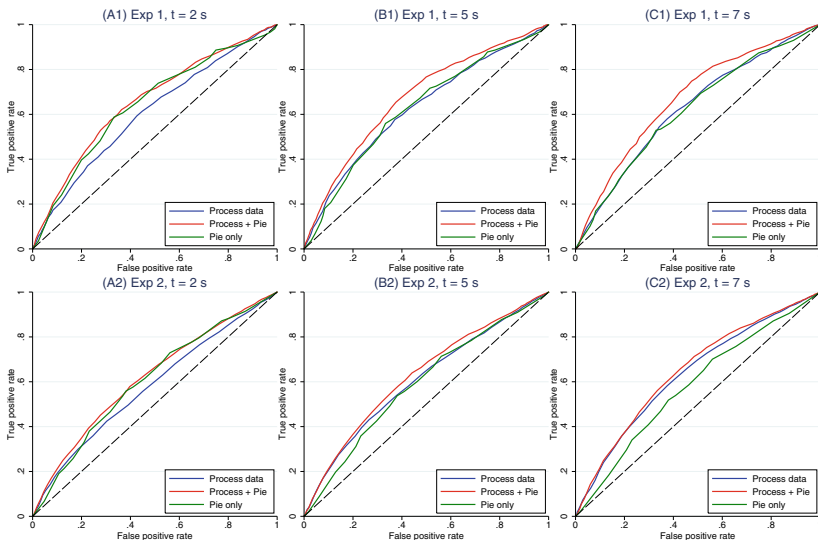 (A1) Exp 1, t = 2 s
True positive rate
0 .2 .4 .6 .8 1
Process data
Process + Pie
Pie only
0 .2 .4 .6 .8 1
False positive rate
(B1) Exp 1, t = 5 s
True positive rate
0 .2 .4 .6 .8 1
Process data
Process + Pie
Pie only
0 .2 .4 .6 .8 1
False positive rate
(C1) Exp 1, t = 7 s
True positive rate
0 .2 .4 .6 .8 1
Process data
Process + Pie
Pie only
0 .2 .4 .6 .8
False positive rate
(A2) Exp 2, t = 2 s
True positive rate
0 .2 .4 .6 .8 1
Process data
Process + Pie
Pie only
0 .2 .4 .6 .8 1
False positive rate
(B2) Exp 2, t = 5 s
True positive rate
0 .2 .4 .6 .8 1
Process data
Process + Pie
Pie only
0 .2 .4 .6 .8 1
False positive rate
(C2) Exp 2, t = 7 s
True positive rate
0 .2 .4 .6 .8 1
Process data
Process + Pie
Pie only
0 .2 .4 .6 .8
False positive rate